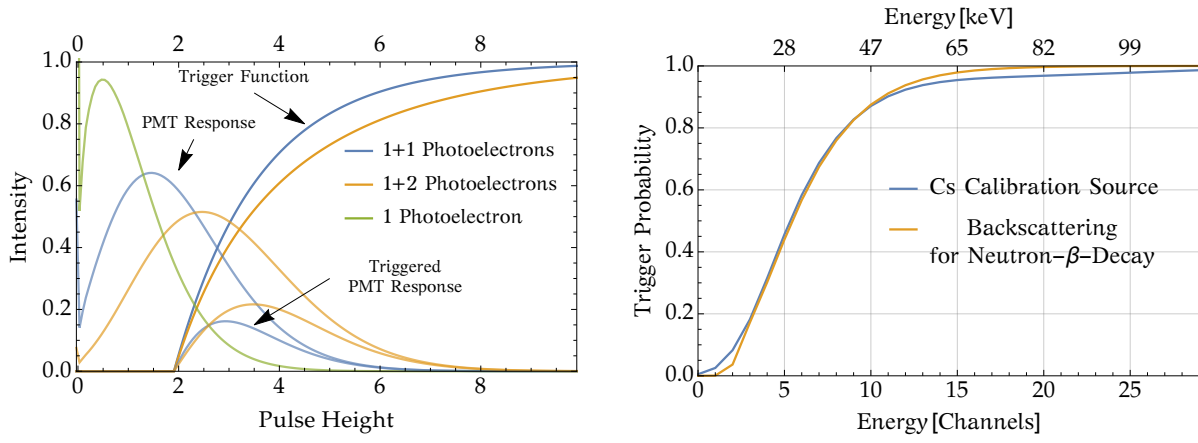 0 2 4 6 8
1.0
0.8
0.6
0.4
0.2
0.0
Intensity
Trigger Function
PMT Response
1+1 Photoelectrons
1+2 Photoelectrons
1 Photoelectron
Triggered
PMT Response
0 2 4 6 8
Pulse Height
Energy[keV]
28 47 65 82 99
1.0
0.8
0.6
0.4
0.2
0.0
Trigger Probability
Cs Calibration Source
Backscattering
for Neutron-β-Decay
0 5 10 15 20 25
Energy[Channels]